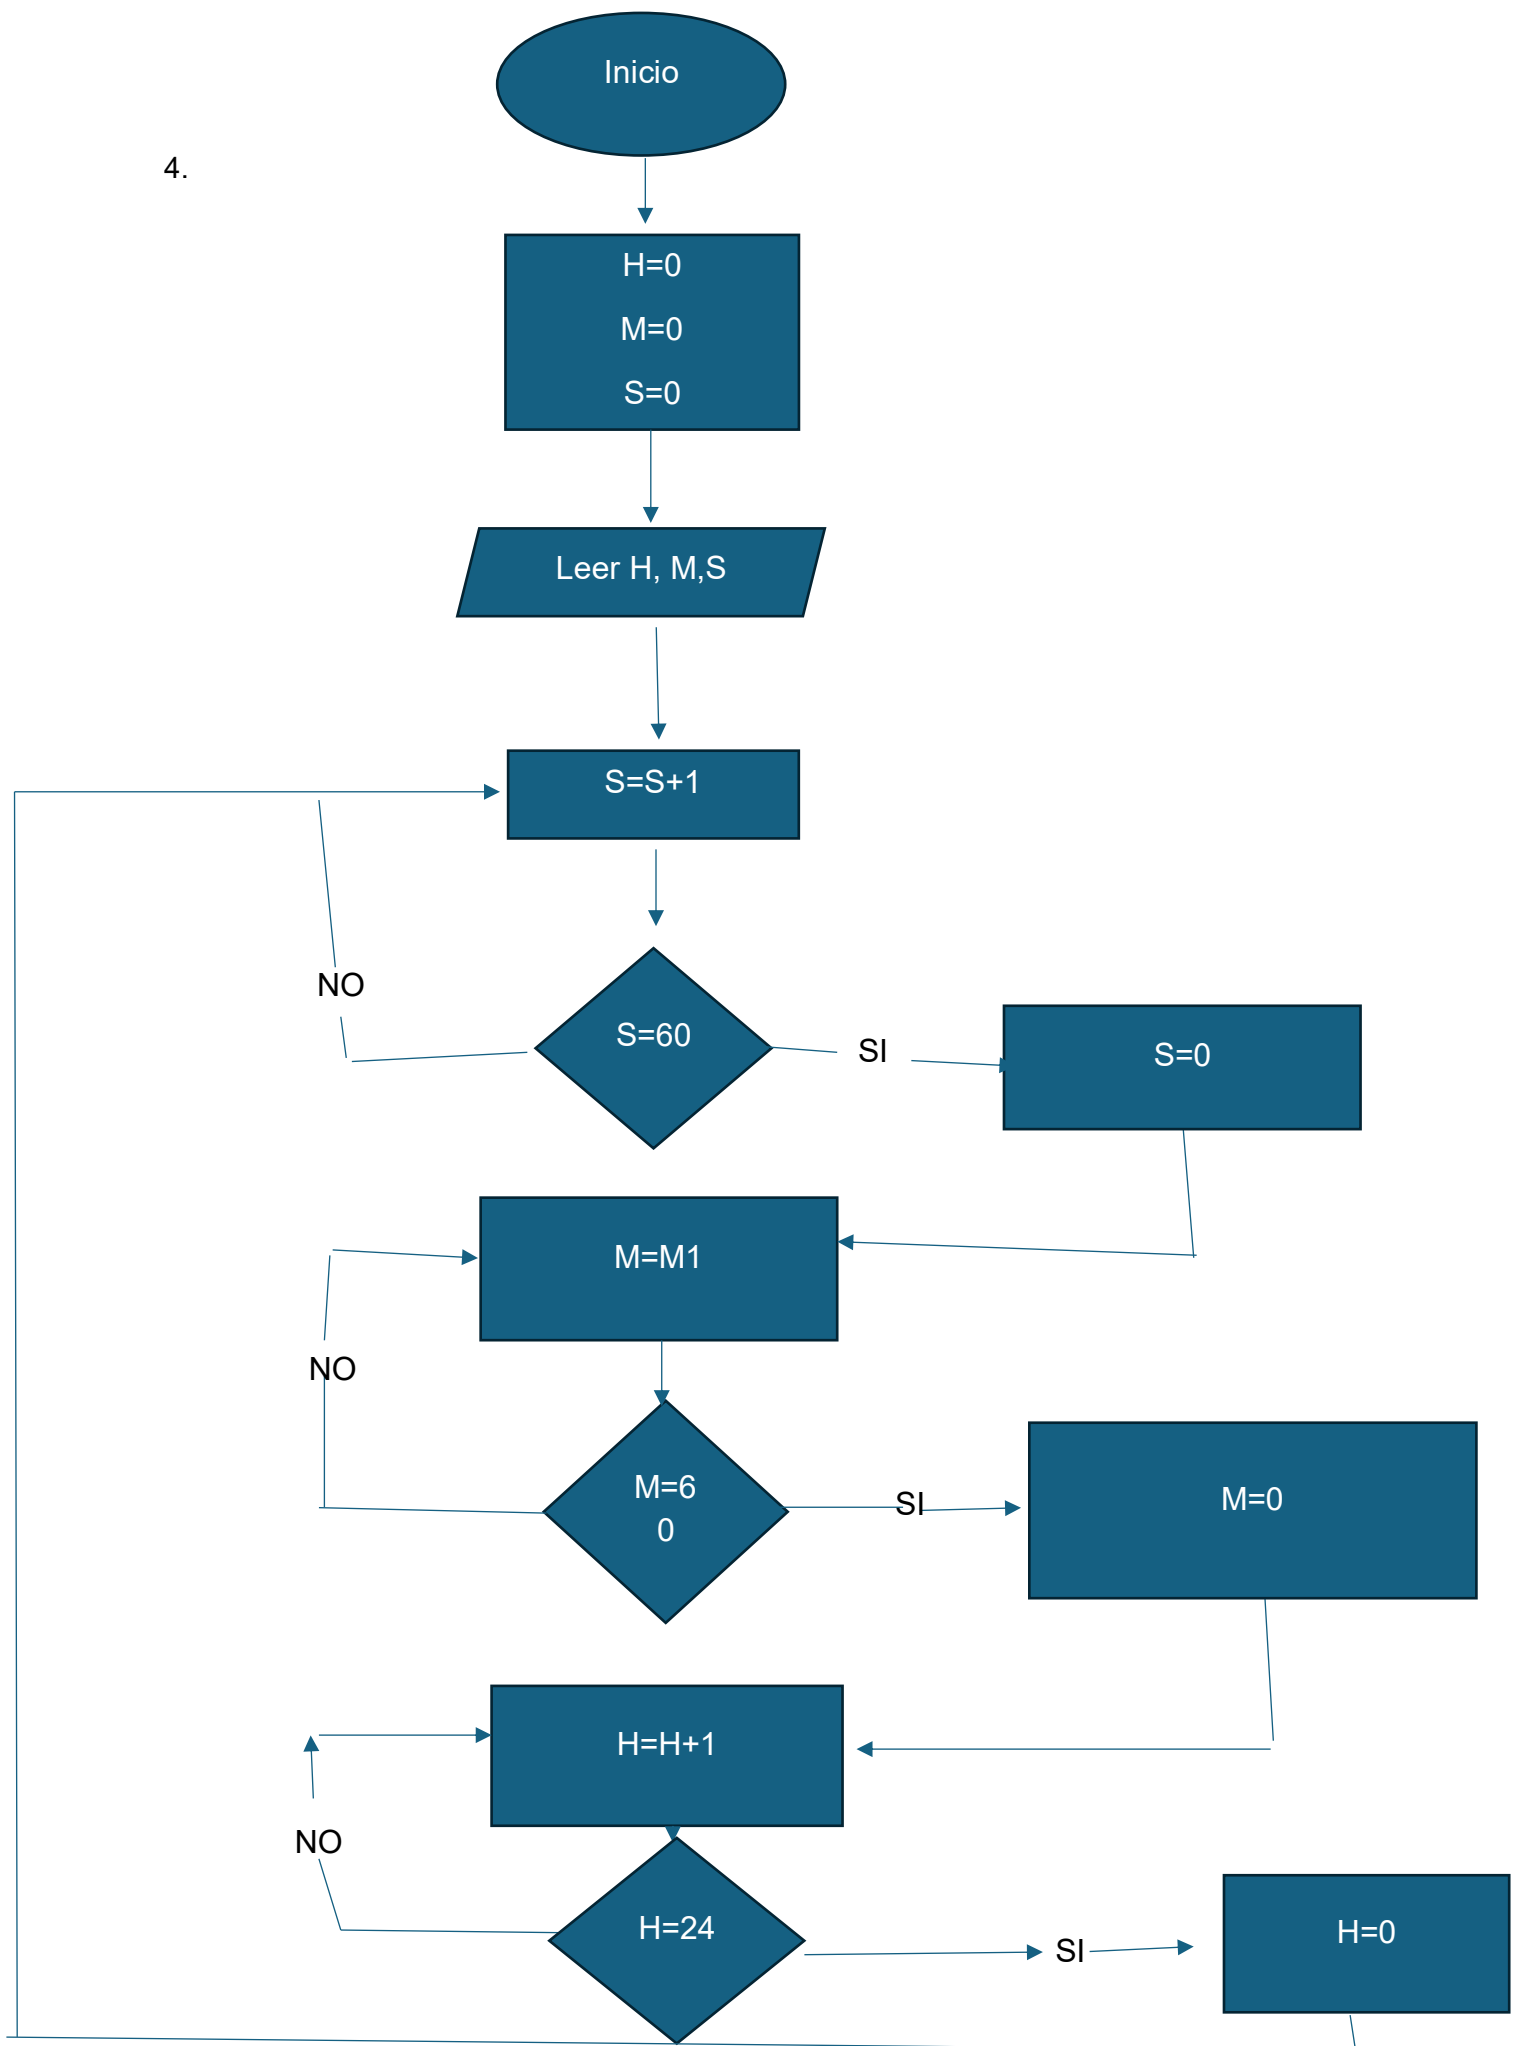 Inicio
4.
H=0
M=0
S=0
Leer H, M,S
S=S+1
NO
S=60
SI
S=0
M=M1
NO
M=6
0
SI
M=0
H=H+1
NO
H=24
SI
H=0